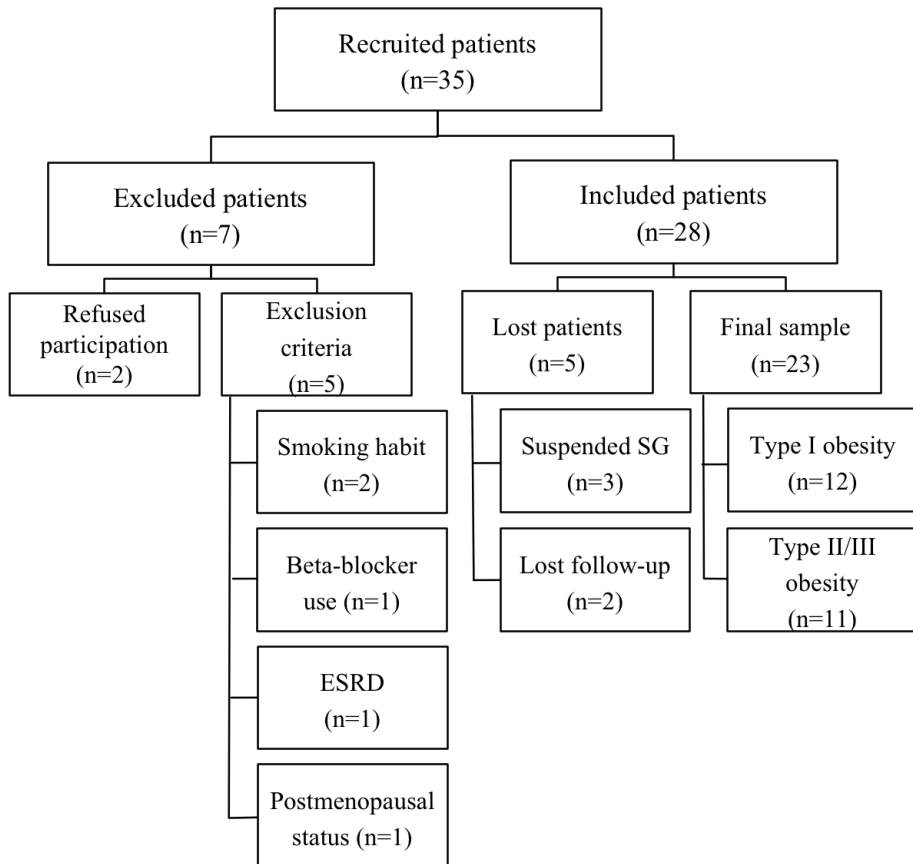 Recruited patients
(n=35)
Excluded patients
(n=7)
Included patients
(n=28)
Refused
participation
(n=2)
Exclusion
criteria
(n=5)
Lost patients
(n=5)
Final sample
(n=23)
Smoking habit
(n=2)
Suspended SG
(n=3)
Type I obesity
(n=12)
Beta-blocker
use (n=1)
Lost follow-up
(n=2)
Type II/III
obesity
(n=11)
ESRD
(n=1)
Postmenopausal
status (n=1)